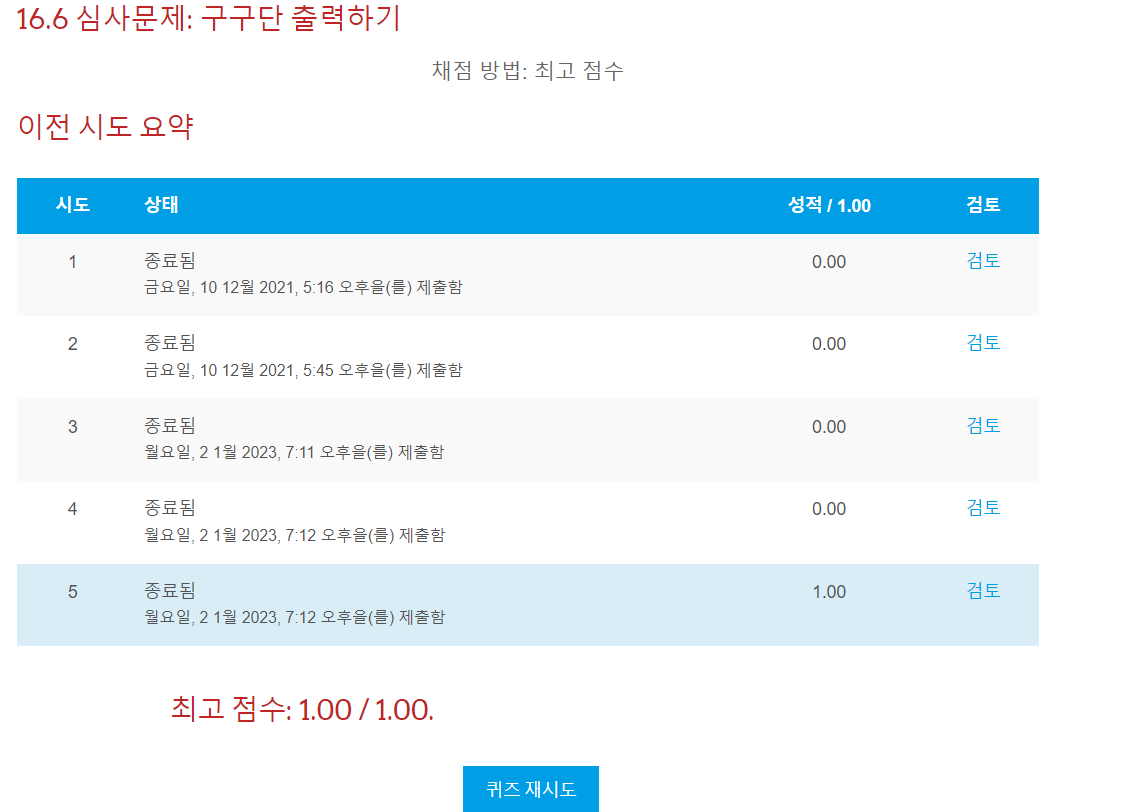 16.6 심사문제: 구구단 출력하기
채점 방법: 최고 점수
이전 시도 요약
시도 상태 성적 / 1.00 검토
1 종료됨 0.00 검토
금요일, 10 12월 2021, 5:16 오후을(를) 제출함
2 종료됨 0.00 검토
금요일, 10 12월 2021, 5:45 오후을(를) 제출함
3 종료됨 0.00 검토
월요일, 2 1월 2023, 7:11 오후을(를) 제출함
4 종료됨 0.00 검토
월요일, 2 1월 2023, 7:12 오후을(를) 제출함
5 종료됨 1.00 검토
월요일, 2 1월 2023, 7:12 오후을(를) 제출함
최고 점수: 1.00 / 1.00.
퀴즈 재시도